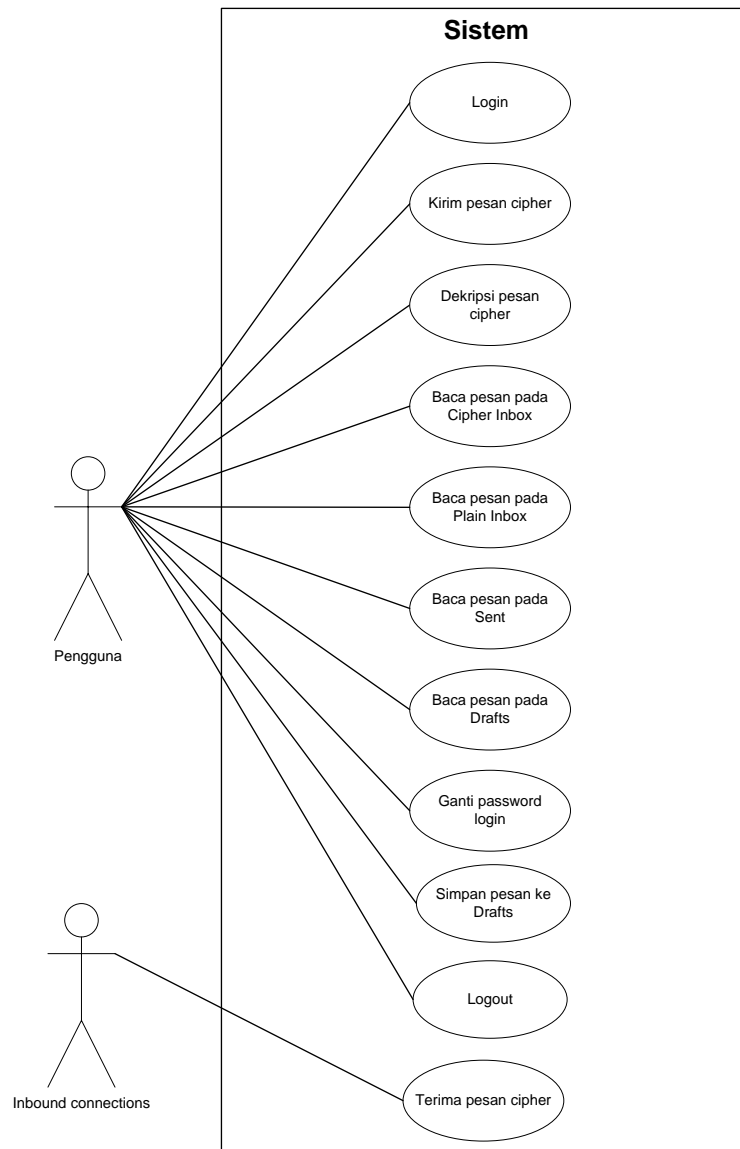 Sistem
Login
Kirim pesan cipher
Dekripsi pesan
cipher
Baca pesan pada
Cipher Inbox
Baca pesan pada
Plain Inbox
Baca pesan pada
Sent
Pengguna
Baca pesan pada
Drafts
Ganti password
login
Simpan pesan ke
Drafts
Logout
Inbound connections
Terima pesan cipher